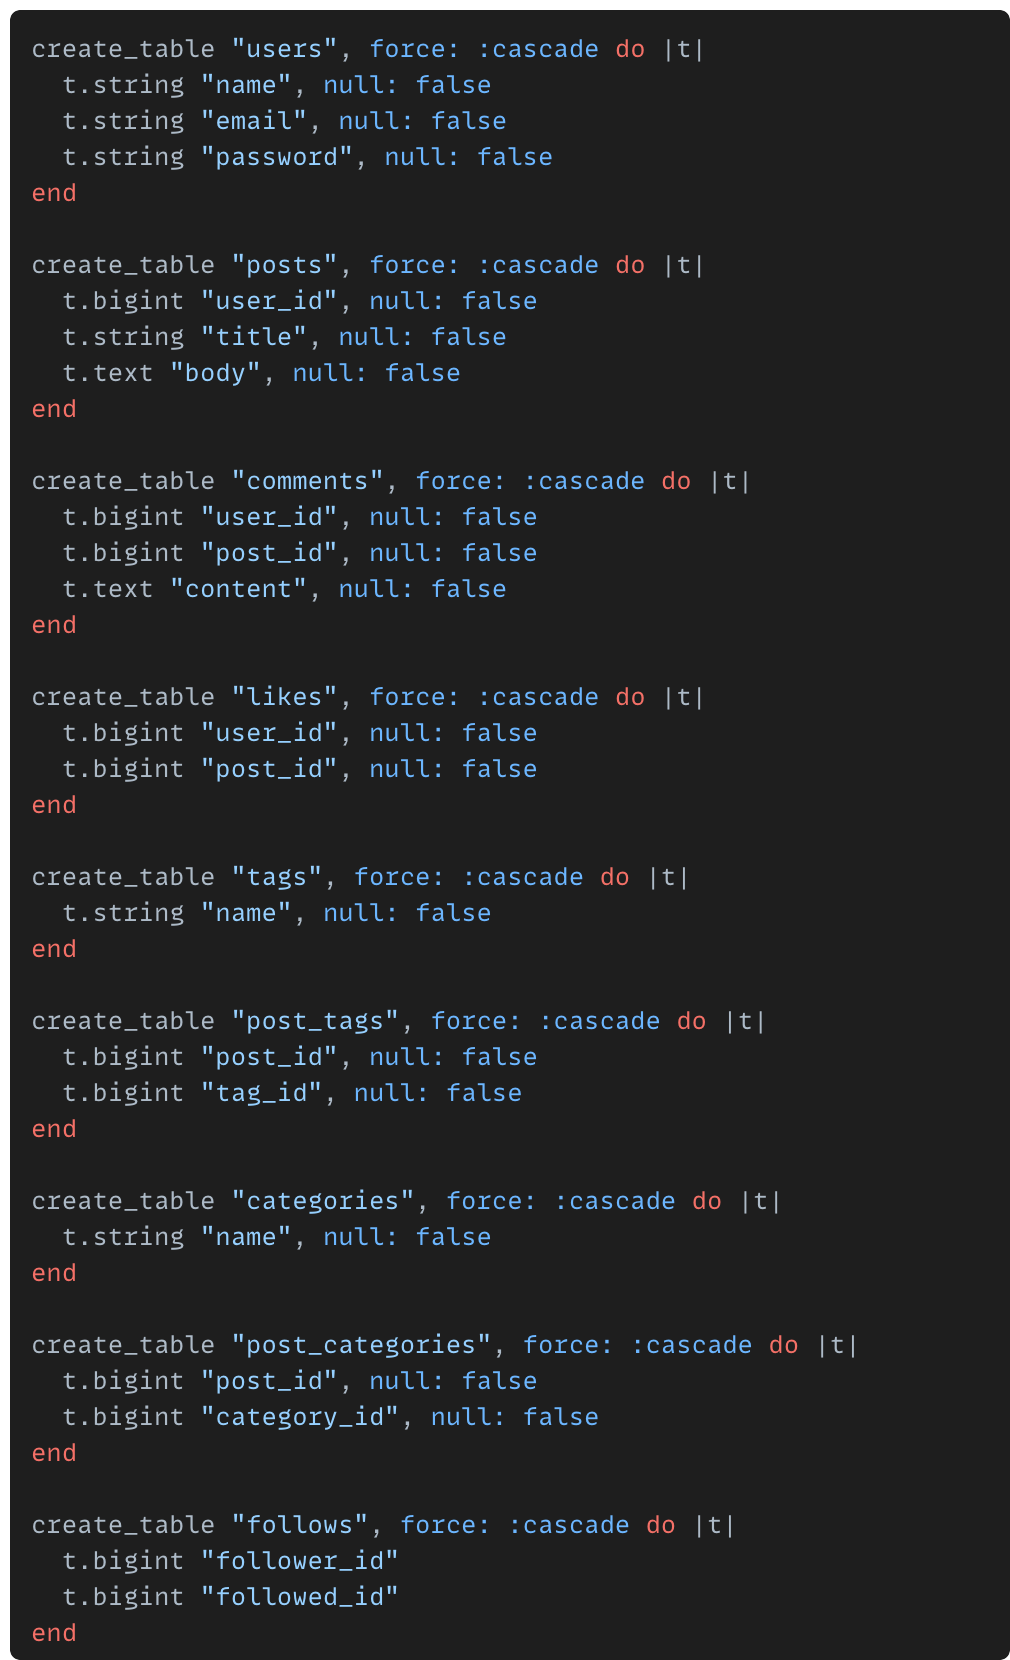 create_table "users", force: :cascade do |t|
  t.string "name", null: false
  t.string "email", null: false
  t.string "password", null: false
end

create_table "posts", force: :cascade do |t|
  t.bigint "user_id", null: false
  t.string "title", null: false
  t.text "body", null: false
end

create_table "comments", force: :cascade do |t|
  t.bigint "user_id", null: false
  t.bigint "post_id", null: false
  t.text "content", null: false
end

create_table "likes", force: :cascade do |t|
  t.bigint "user_id", null: false
  t.bigint "post_id", null: false
end

create_table "tags", force: :cascade do |t|
  t.string "name", null: false
end

create_table "post_tags", force: :cascade do |t|
  t.bigint "post_id", null: false
  t.bigint "tag_id", null: false
end

create_table "categories", force: :cascade do |t|
  t.string "name", null: false
end

create_table "post_categories", force: :cascade do |t|
  t.bigint "post_id", null: false
  t.bigint "category_id", null: false
end

create_table "follows", force: :cascade do |t|
  t.bigint "follower_id"
  t.bigint "followed_id"
end